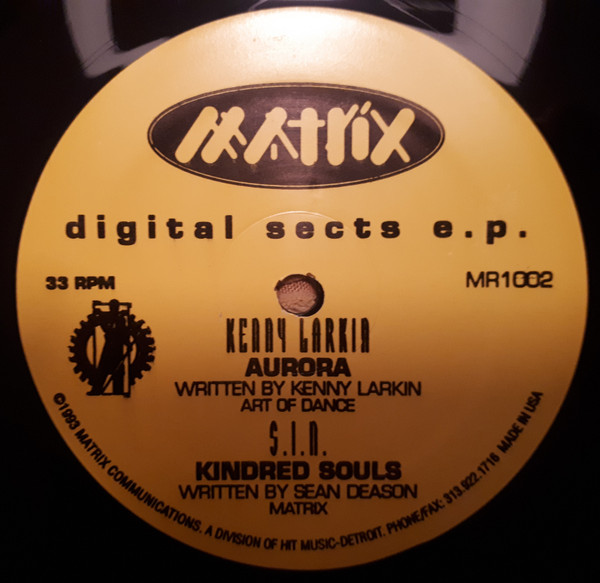 MATRiX
digital sects e.p.
33 RPM
MR1002
KENNY LARKIN
AURORA
WRITTEN BY KENNY LARKIN
ART OF DANCE
S.I.N.
KINDRED SOULS
WRITTEN BY SEAN DEASON
MATRIX
©1993 MATRIX COMMUNICATIONS. A DIVISION OF HIT MUSIC-DETROIT. PHONE/FAX: 313.922.1716 MADE IN USA